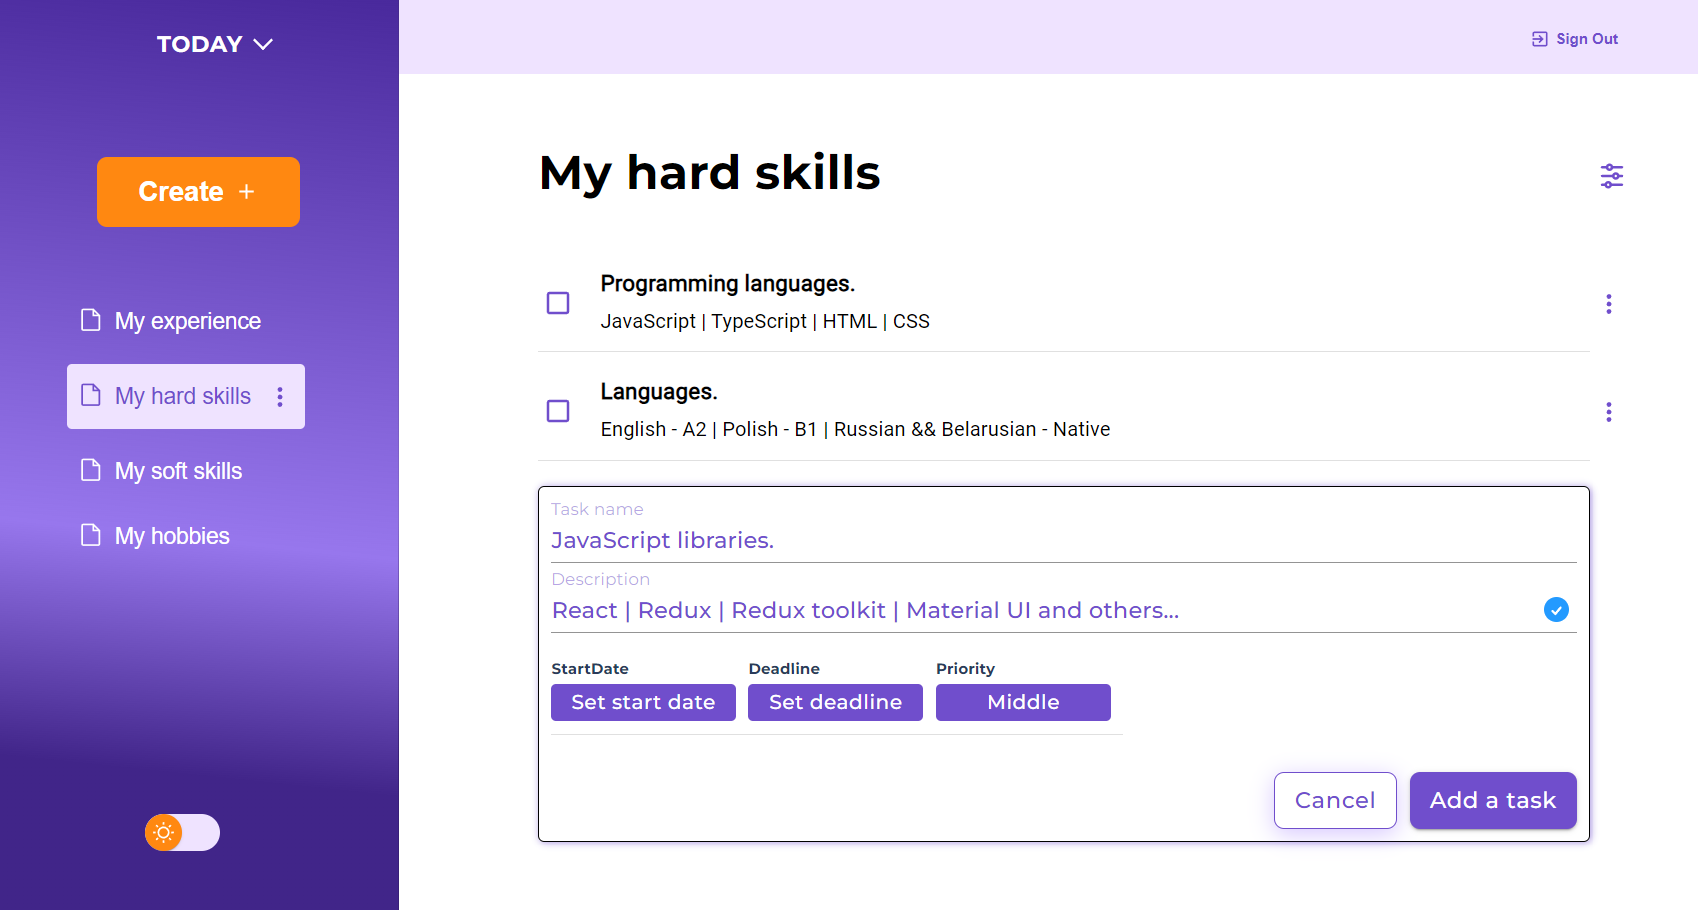 TODAY
Sign Out
Create +
My experience
My hard skills
My soft skills
My hobbies
My hard skills
Programming languages.
JavaScript | TypeScript | HTML | CSS
Languages.
English - A2 | Polish - B1 | Russian && Belarusian - Native
Task name
JavaScript libraries.
Description
React | Redux | Redux toolkit | Material UI and others...
StartDate Deadline Priority
Set start date Set deadline Middle
Cancel Add a task